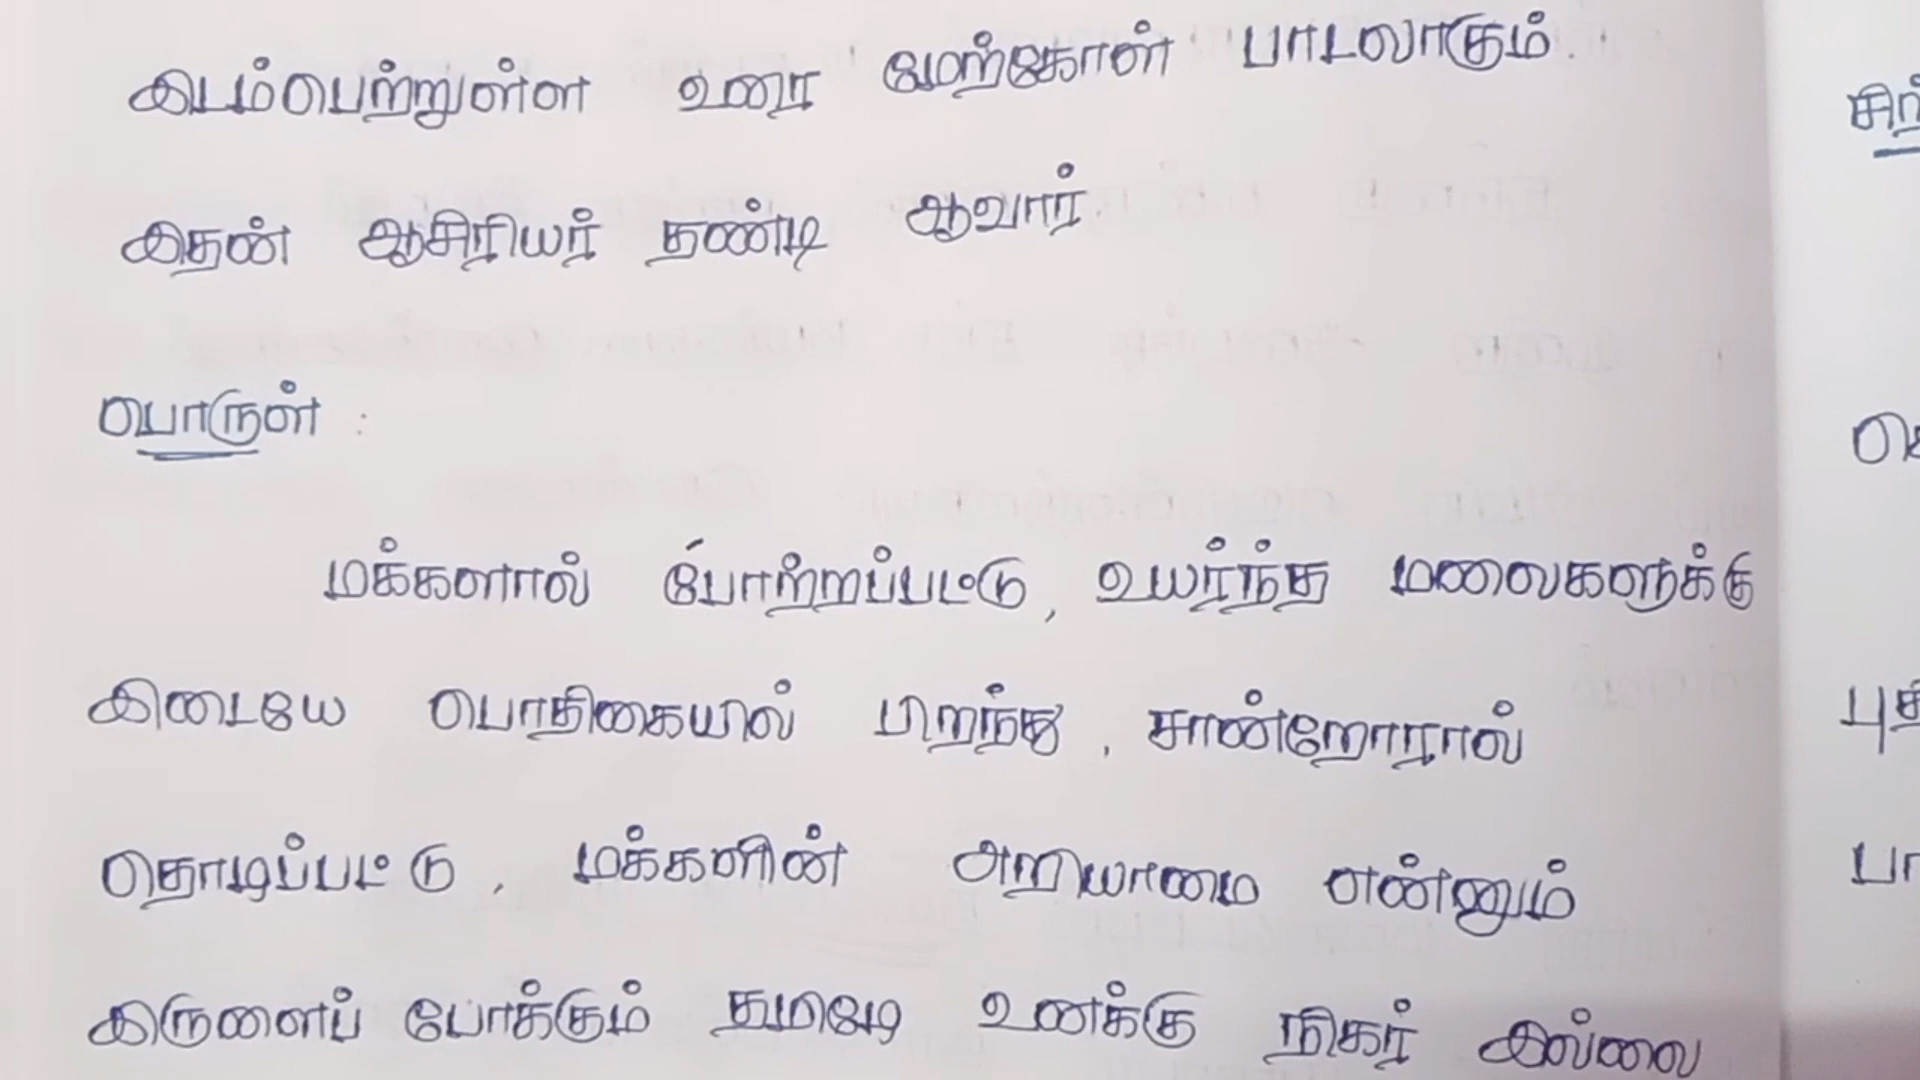 இடம்பெற்றுள்ள உரை மேற்கோள் பாடலாகும்.
இதன் ஆசிரியர் தண்டி ஆவார்.
பொருள் :
மக்களால் போற்றப்பட்டு, உயர்ந்த மலைகளுக்கு
இடையே பொதிகையில் பிறந்து, சான்றோரால்
தொடிப்பட்டு, மக்களின் அறியாமை என்னும்
இருளைப் போக்கும் தமிழே உனக்கு நிகர் இல்லை